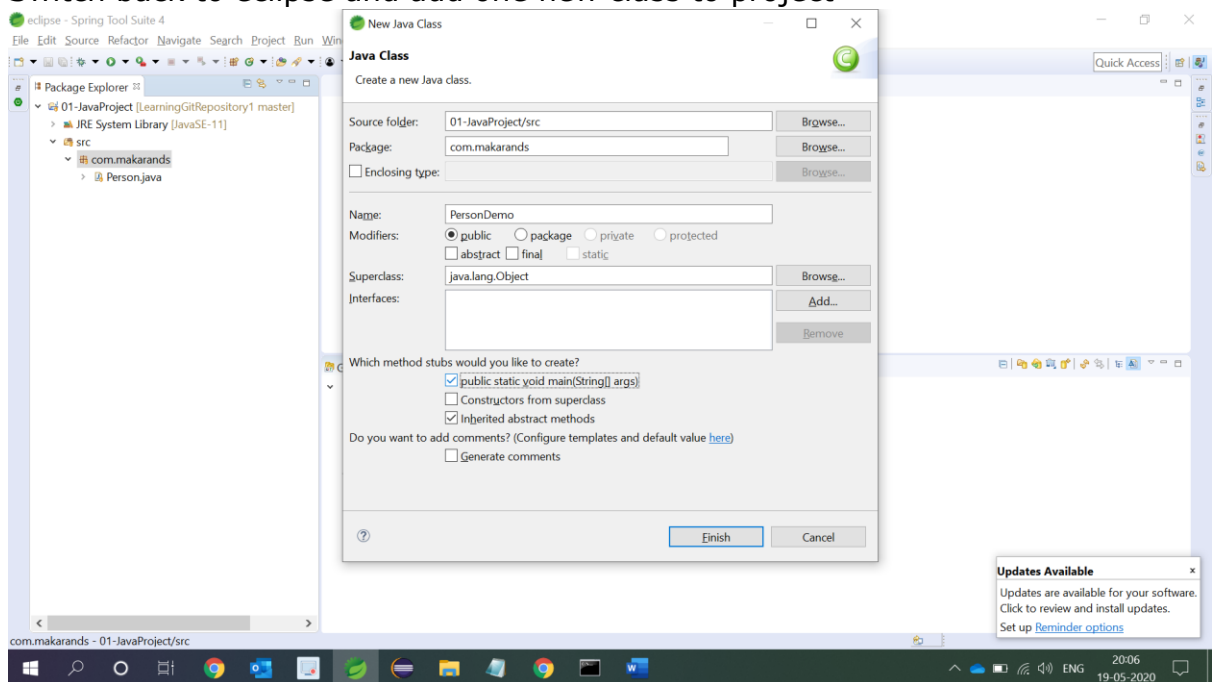 Switch back to eclipse and add one new class to project
eclipse - Spring Tool Suite 4
File Edit Source Refactor Navigate Search Project Run Win
Quick Access
Package Explorer
01-JavaProject [LearningGitRepository1 master]
JRE System Library [JavaSE-11]
src
com.makarands
Person.java
New Java Class
Java Class
Create a new Java class.
Source folder: 01-JavaProject/src Browse...
Package: com.makarands Browse...
Enclosing type: Browse...
Name: PersonDemo
Modifiers: public package private protected
abstract final static
Superclass: java.lang.Object Browse...
Interfaces: Add...
Remove
Which method stubs would you like to create?
public static void main(String[] args)
Constructors from superclass
Inherited abstract methods
Do you want to add comments? (Configure templates and default value here)
Generate comments
Finish Cancel
Updates Available x
Updates are available for your software.
Click to review and install updates.
Set up Reminder options
com.makarands - 01-JavaProject/src
ENG
20:06
19-05-2020